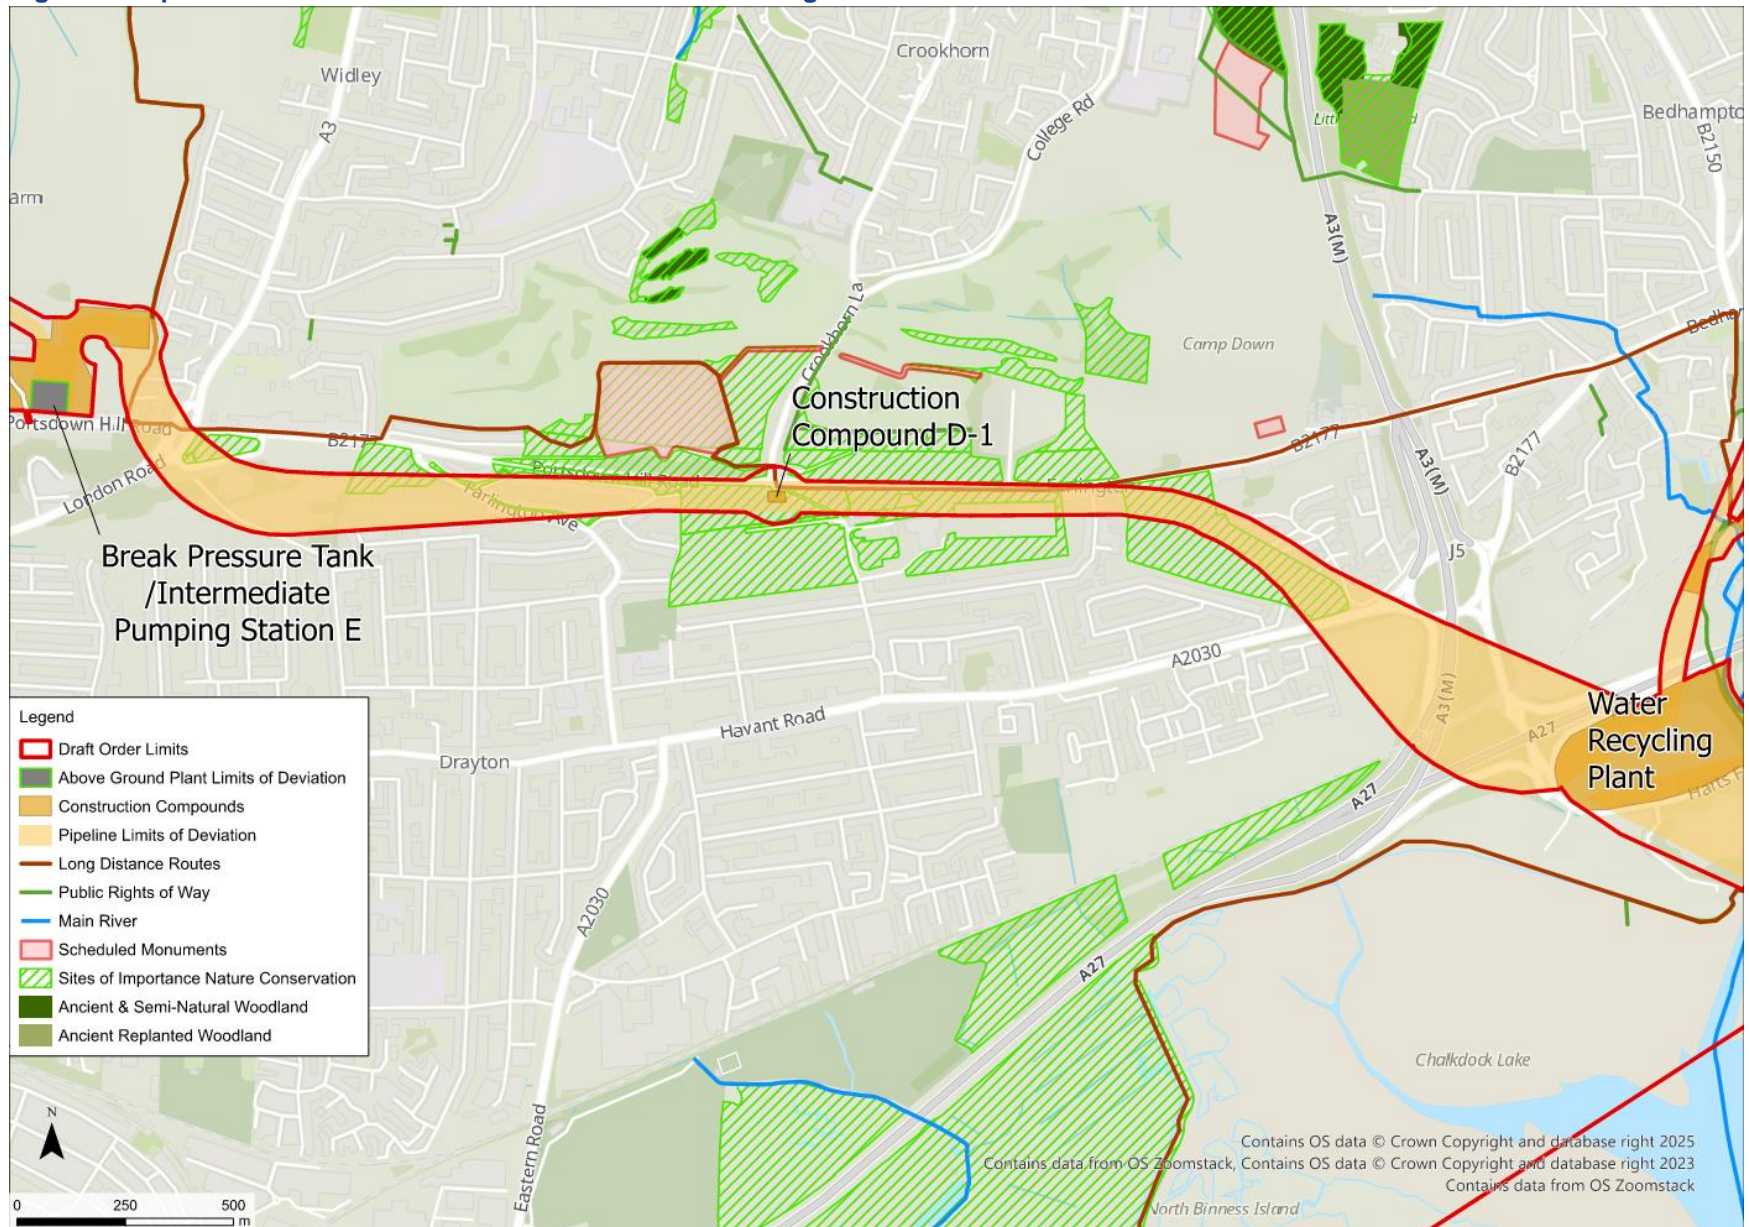 Widley
A3
Crookhorn
College Rd
Bedhampto
B2150
arm
A3(M)
Crookhorn La
Camp Down
Construction
Compound D-1
Portsdown Hill Road
B2177
B2177
B2177
London Road
Portsdown Hill Road
Farlington Ave
A3(M)
J5
Break Pressure Tank
/Intermediate
Pumping Station E
A2030
A3(M)
Water
Recycling
Plant
A27
Havant Road
Drayton
A27
A2030
A27
Eastern Road
Chalkdock Lake
North Binness Island
Legend
Draft Order Limits
Above Ground Plant Limits of Deviation
Construction Compounds
Pipeline Limits of Deviation
Long Distance Routes
Public Rights of Way
Main River
Scheduled Monuments
Sites of Importance Nature Conservation
Ancient & Semi-Natural Woodland
Ancient Replanted Woodland
N
0 250 500
m
Contains OS data © Crown Copyright and database right 2025
Contains data from OS Zoomstack, Contains OS data © Crown Copyright and database right 2023
Contains data from OS Zoomstack